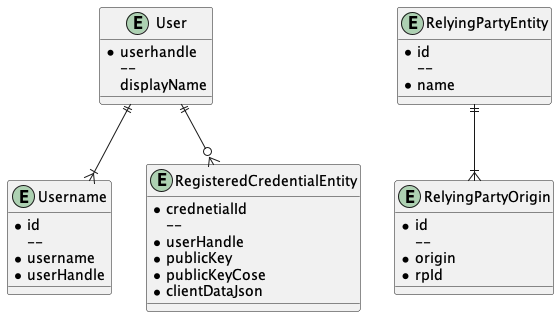 E User
userhandle
--
displayName
E RelyingPartyEntity
id
--
name
E Username
id
--
username
userHandle
E RegisteredCredentialEntity
crednetialId
--
userHandle
publicKey
publicKeyCose
clientDataJson
E RelyingPartyOrigin
id
--
origin
rpId